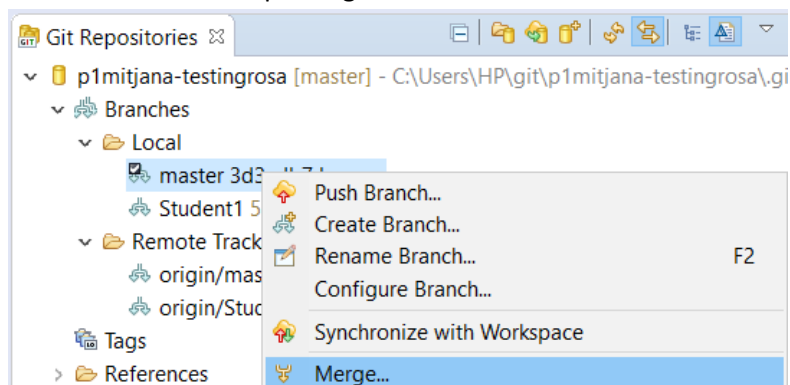 Git Repositories
p1mitjana-testingrosa [master] - C:\Users\HP\git\p1mitjana-testingrosa\.gi
Branches
Local
master 3d3
Student1 5
Remote Track
origin/mas
origin/Stud
Tags
References
Push Branch...
Create Branch...
Rename Branch... F2
Configure Branch...
Synchronize with Workspace
Merge...